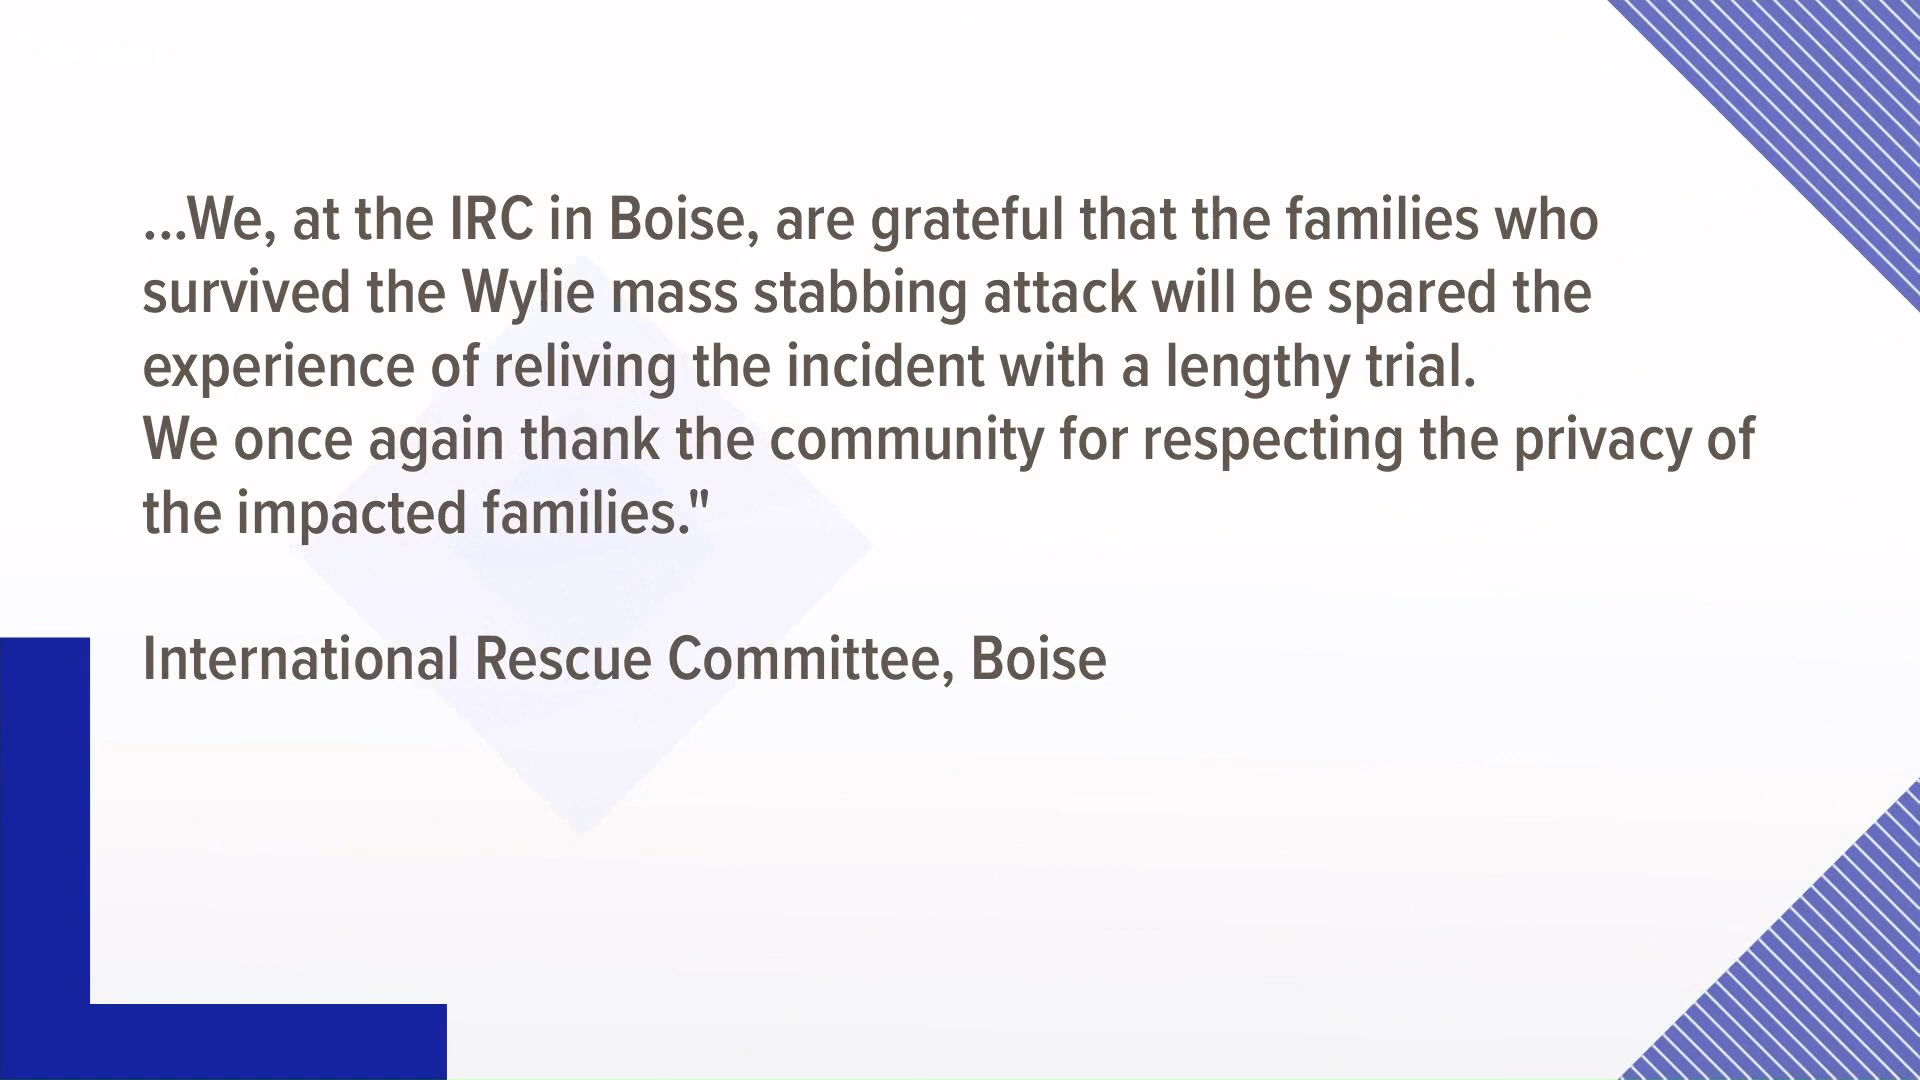 ...We, at the IRC in Boise, are grateful that the families who
survived the Wylie mass stabbing attack will be spared the
experience of reliving the incident with a lengthy trial.
We once again thank the community for respecting the privacy of
the impacted families."
International Rescue Committee, Boise